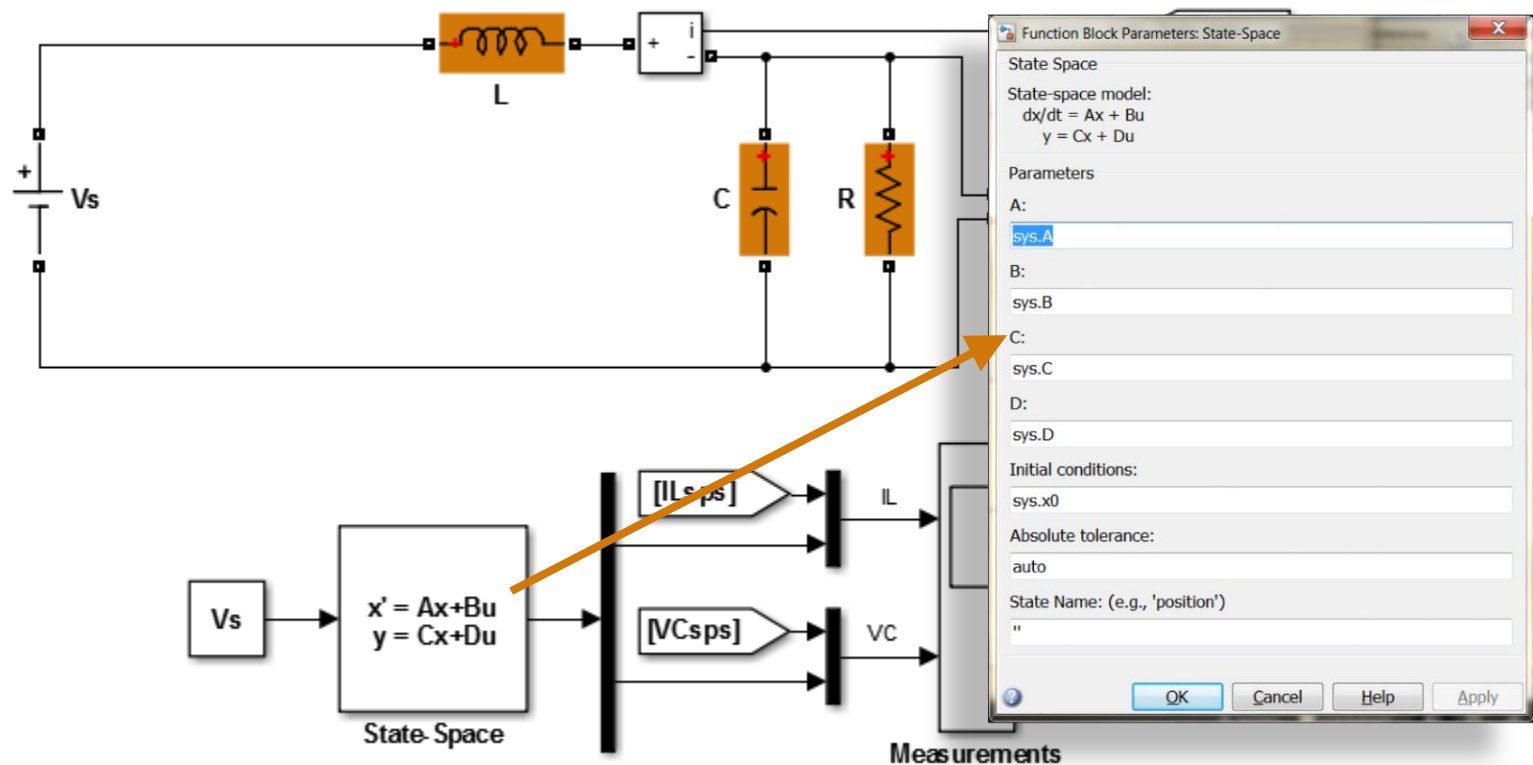 L
i
+
-
+
Vs
C
R
Vs
x' = Ax+Bu
y = Cx+Du
State-Space
[ILsps]
IL
[VCsps]
VC
Measurements
Function Block Parameters: State-Space
State Space
State-space model:
dx/dt = Ax + Bu
y = Cx + Du
Parameters
A:
sys.A
B:
sys.B
C:
sys.C
D:
sys.D
Initial conditions:
sys.x0
Absolute tolerance:
auto
State Name: (e.g., 'position')
''
OK Cancel Help Apply